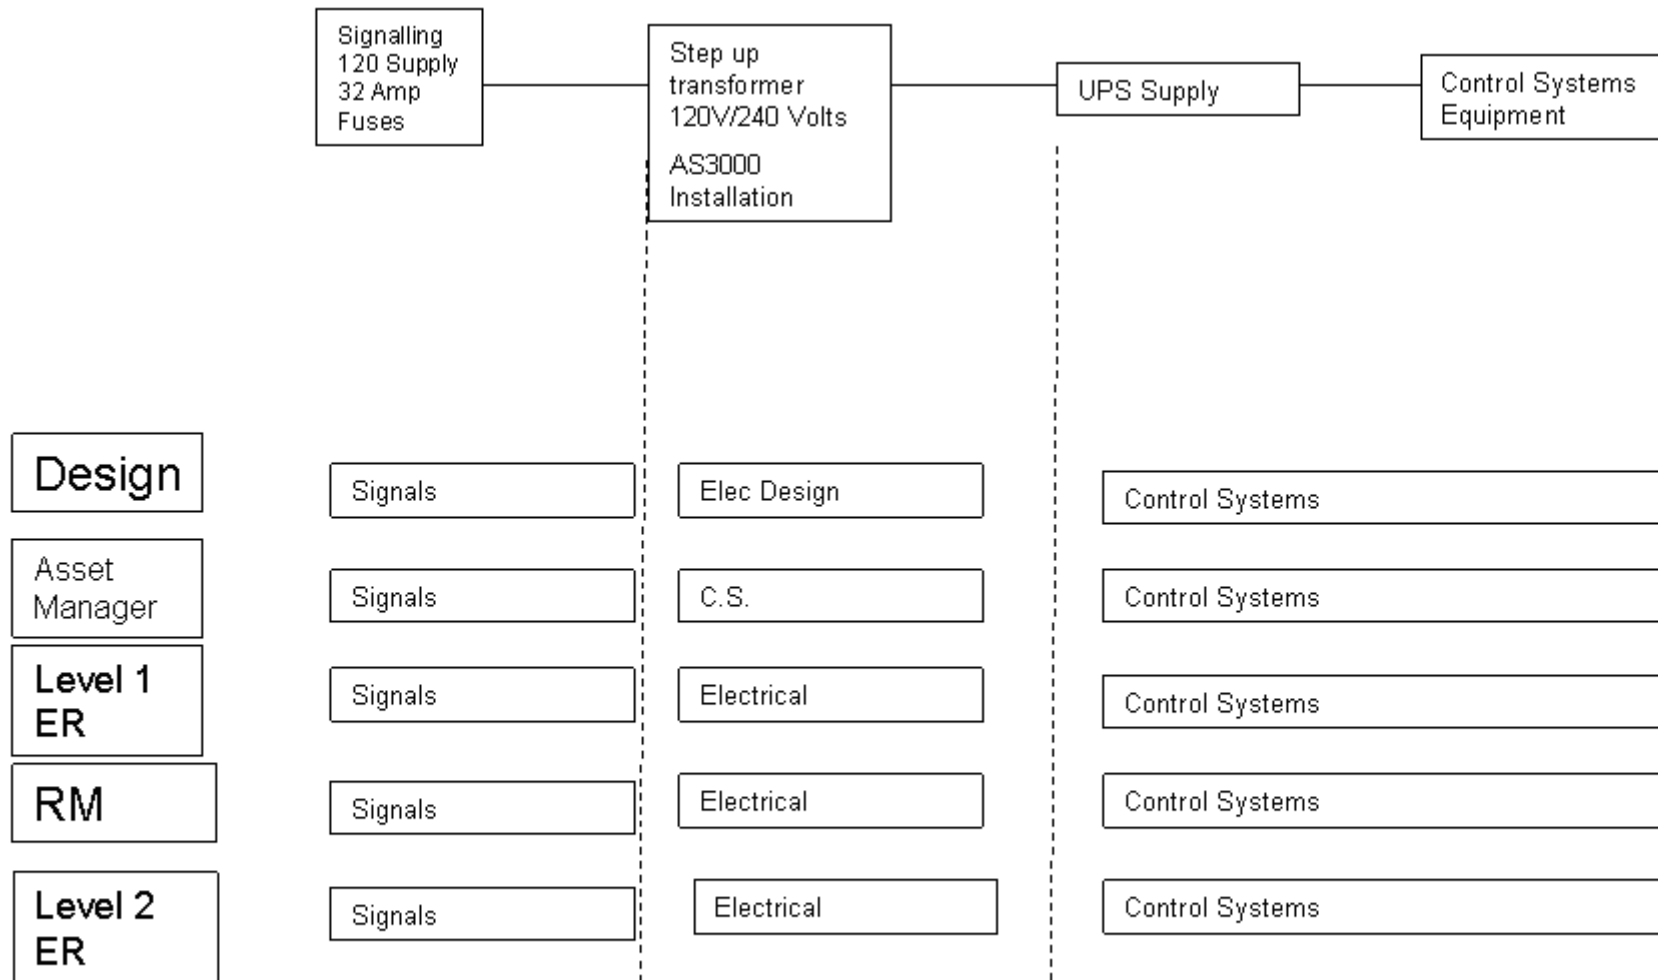 Signalling
120 Supply
32 Amp
Fuses
Step up
transformer
120V/240 Volts
AS3000
Installation
UPS Supply
Control Systems
Equipment
Design
Signals
Elec Design
Control Systems
Asset
Manager
Signals
C.S.
Control Systems
Level 1
ER
Signals
Electrical
Control Systems
RM
Signals
Electrical
Control Systems
Level 2
ER
Signals
Electrical
Control Systems